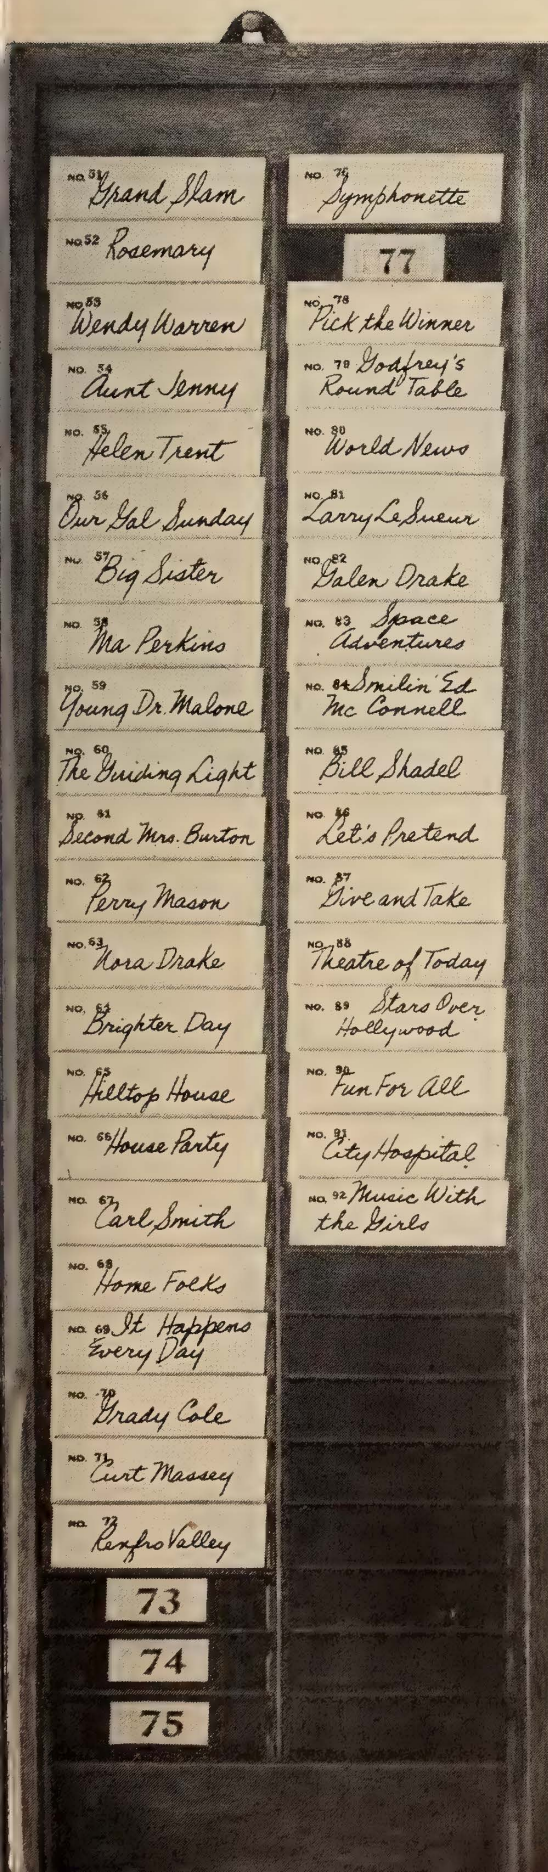 NO. 51 Grand Slam
NO. 52 Rosemary
NO. 53
Wendy Warren
NO. 54
Aunt Jenny
NO. 55
Helen Trent
NO. 56
Our Gal Sunday
NO. 57
Big Sister
NO. 58
Ma Perkins
NO. 59
Young Dr. Malone
NO. 60
The Guiding Light
NO. 61
Second Mrs. Burton
NO. 62
Perry Mason
NO. 63
Nora Drake
NO. 64
Brighter Day
NO. 65
Hilltop House
NO. 66 House Party
NO. 67
Carl Smith
NO. 68
Home Folks
NO. 69 It Happens
Every Day
NO. 70
Grady Cole
NO. 71
Curt Massey
NO. 72
Renfro Valley
73
74
75
NO. 76
Symphonette
77
NO. 78
Pick the Winner
NO. 79 Godfrey's
Round Table
NO. 80
World News
NO. 81
Larry LeSueur
NO. 82
Galen Drake
NO. 83 Space
Adventures
NO. 84 Smilin' Ed
Mc Connell
NO. 85
Bill Shadel
NO. 86
Let's Pretend
NO. 87
Give and Take
NO. 88
Theatre of Today
NO. 89 Stars Over
Hollywood
NO. 90
Fun For All
NO. 91
City Hospital
NO. 92 Music With
the Girls